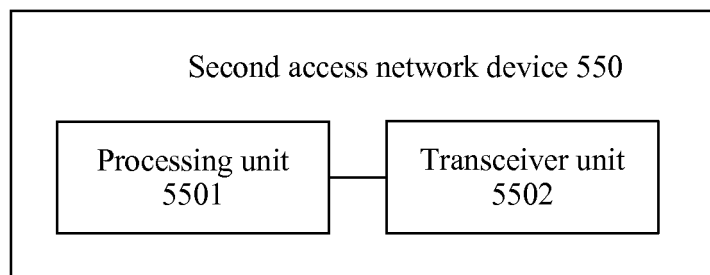 Second access network device 550
Processing unit
5501
Transceiver unit
5502